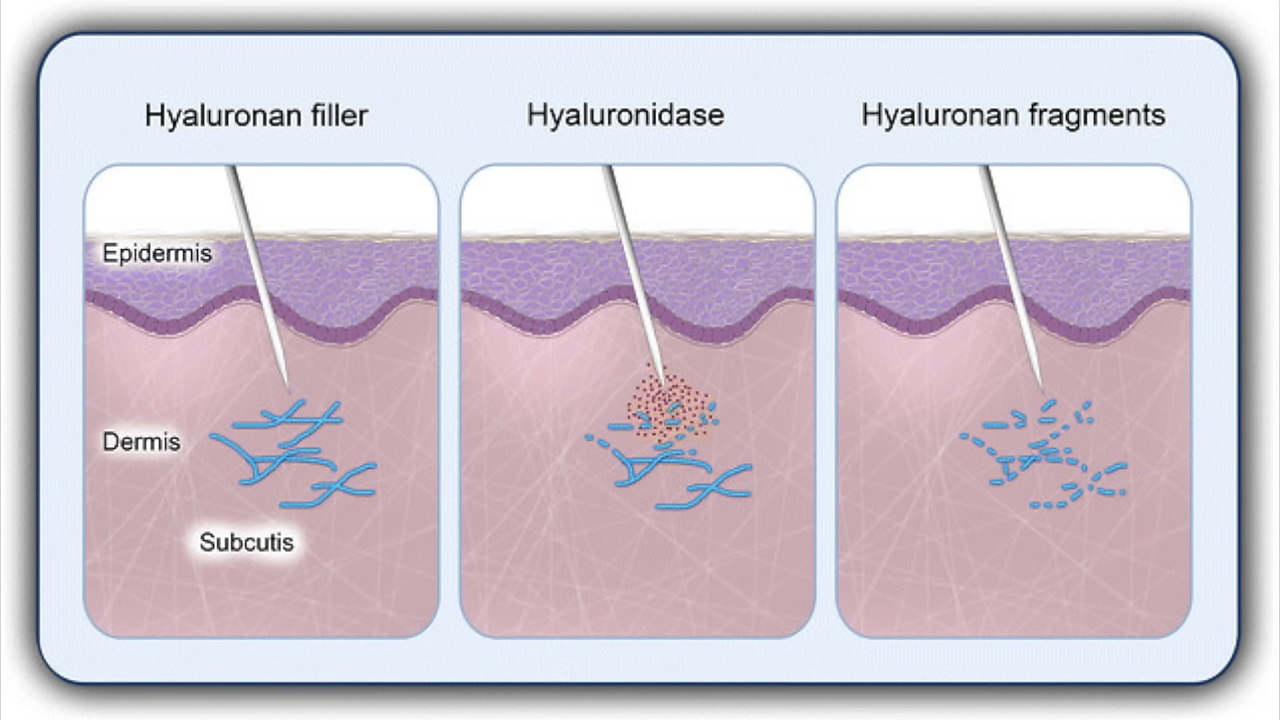 Hyaluronan filler
Hyaluronidase
Hyaluronan fragments
Epidermis
Dermis
Subcutis